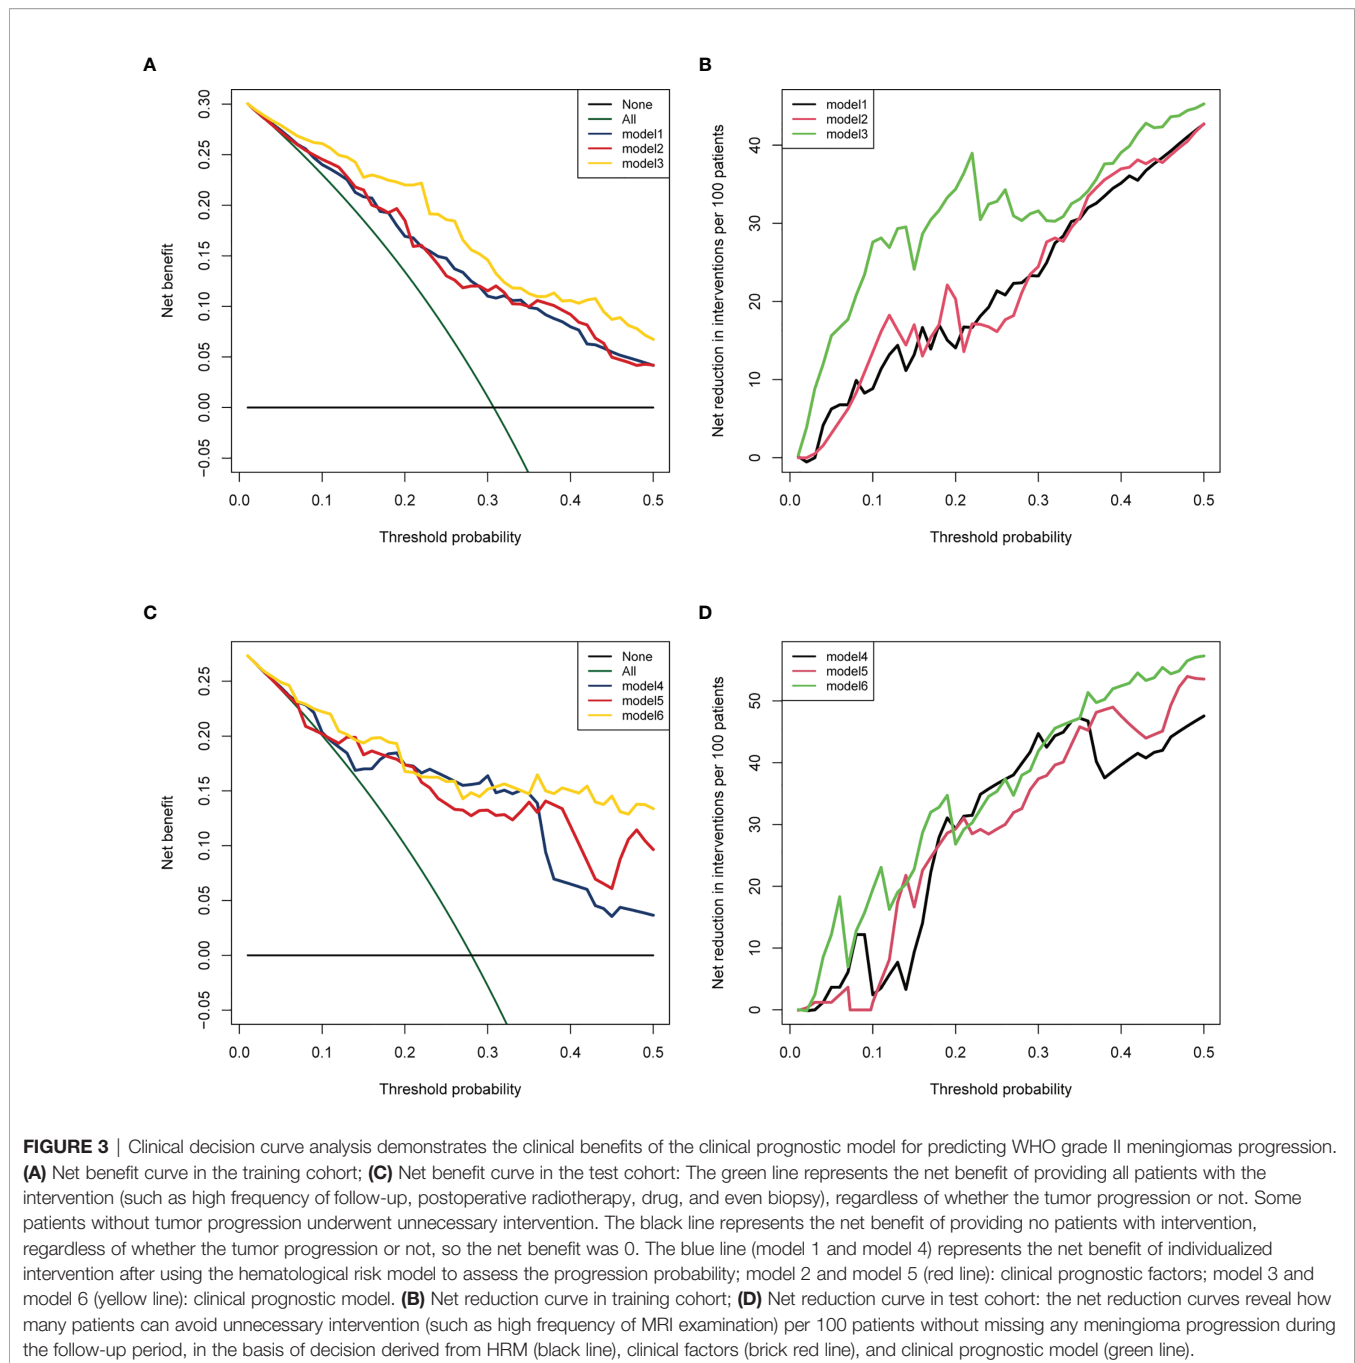 A
Net benefit
0.30
0.25
0.20
0.15
0.10
0.05
0.00
−0.05
None
All
model1
model2
model3
0.0 0.1 0.2 0.3 0.4 0.5
Threshold probability
B
Net reduction in interventions per 100 patients
40
30
20
10
0
model1
model2
model3
0.0 0.1 0.2 0.3 0.4 0.5
Threshold probability
C
Net benefit
0.25
0.20
0.15
0.10
0.05
0.00
−0.05
None
All
model4
model5
model6
0.0 0.1 0.2 0.3 0.4 0.5
Threshold probability
D
Net reduction in interventions per 100 patients
50
40
30
20
10
0
model4
model5
model6
0.0 0.1 0.2 0.3 0.4 0.5
Threshold probability
FIGURE 3 | Clinical decision curve analysis demonstrates the clinical benefits of the clinical prognostic model for predicting WHO grade II meningiomas progression.
(A) Net benefit curve in the training cohort; (C) Net benefit curve in the test cohort: The green line represents the net benefit of providing all patients with the
intervention (such as high frequency of follow-up, postoperative radiotherapy, drug, and even biopsy), regardless of whether the tumor progression or not. Some
patients without tumor progression underwent unnecessary intervention. The black line represents the net benefit of providing no patients with intervention,
regardless of whether the tumor progression or not, so the net benefit was 0. The blue line (model 1 and model 4) represents the net benefit of individualized
intervention after using the hematological risk model to assess the progression probability; model 2 and model 5 (red line): clinical prognostic factors; model 3 and
model 6 (yellow line): clinical prognostic model. (B) Net reduction curve in training cohort; (D) Net reduction curve in test cohort: the net reduction curves reveal how
many patients can avoid unnecessary intervention (such as high frequency of MRI examination) per 100 patients without missing any meningioma progression during
the follow-up period, in the basis of decision derived from HRM (black line), clinical factors (brick red line), and clinical prognostic model (green line).